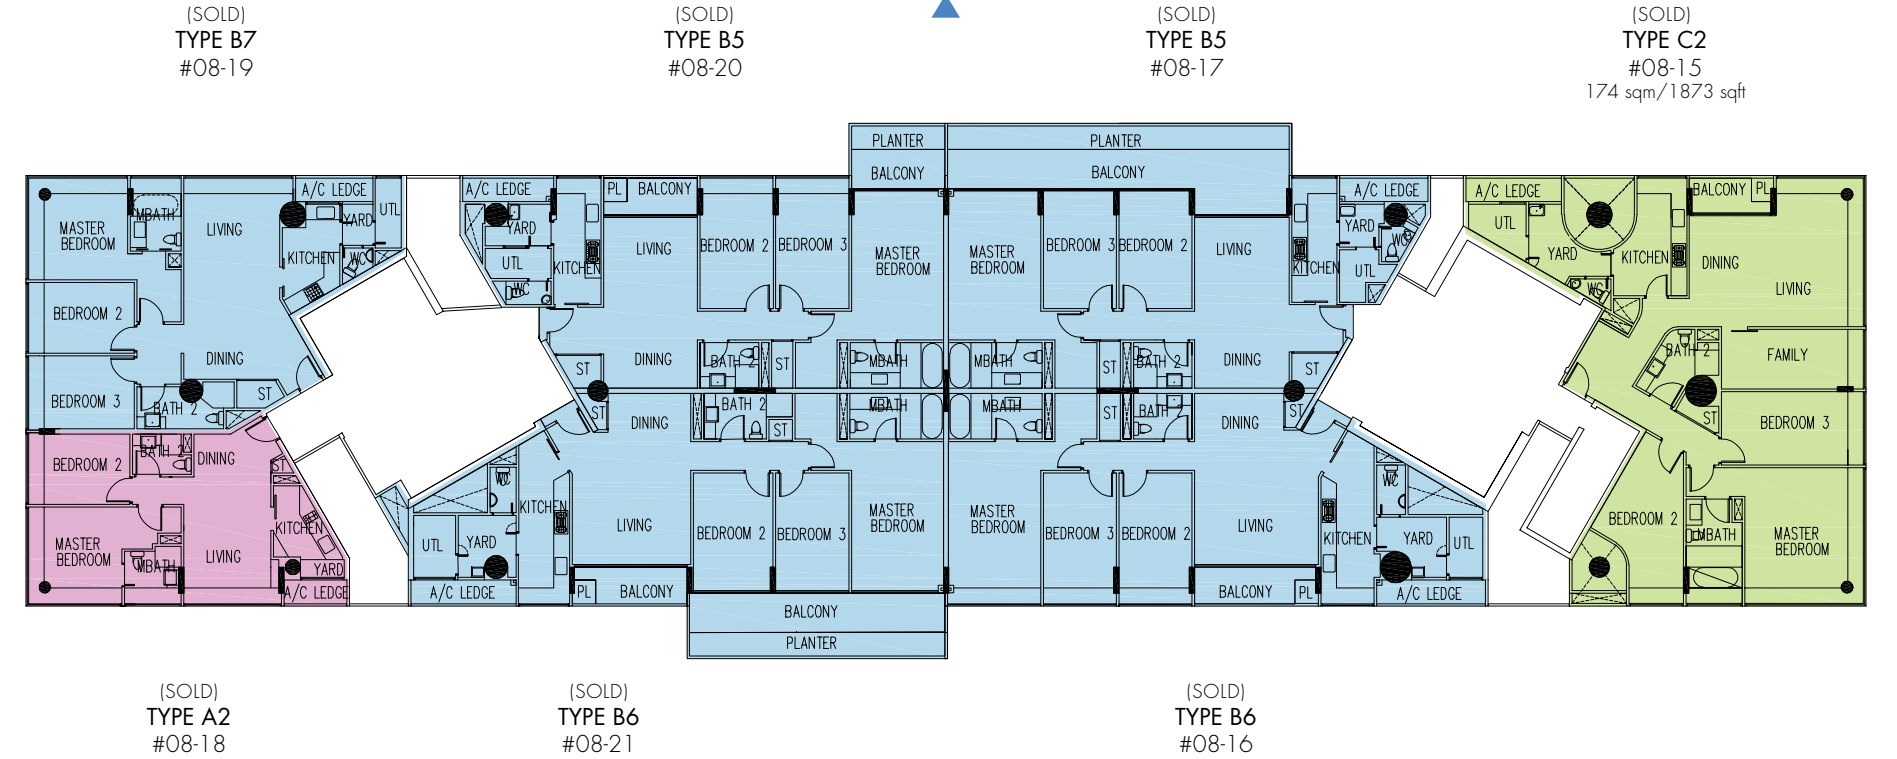 (SOLD)
TYPE B7
#08-19
(SOLD)
TYPE B5
#08-20
(SOLD)
TYPE B5
#08-17
(SOLD)
TYPE C2
#08-15
174 sqm/1873 sqft
MASTER
BEDROOM
MBATH
LIVING
A/C LEDGE
YARD
UTL
KITCHEN
WC
BEDROOM 2
DINING
BEDROOM 3
BATH 2
ST
A/C LEDGE
YARD
UTL
WC
KITCHEN
PL
BALCONY
LIVING
BEDROOM 2
BEDROOM 3
PLANTER
BALCONY
MASTER
BEDROOM
DINING
ST
BATH 2
ST
MBATH
PLANTER
BALCONY
MASTER
BEDROOM
BEDROOM 3
BEDROOM 2
LIVING
KITCHEN
A/C LEDGE
YARD
WC
UTL
MBATH
ST
BATH 2
DINING
ST
A/C LEDGE
UTL
YARD
WC
KITCHEN
BALCONY
PL
DINING
LIVING
BATH 2
FAMILY
ST
BEDROOM 3
BEDROOM 2
MBATH
MASTER
BEDROOM
BEDROOM 2
BATH 2
DINING
ST
KITCHEN
MASTER
BEDROOM
MBATH
LIVING
YARD
A/C LEDGE
ST
DINING
BATH 2
ST
MBATH
WC
KITCHEN
UTL
YARD
A/C LEDGE
LIVING
PL
BALCONY
BEDROOM 2
BEDROOM 3
MASTER
BEDROOM
BALCONY
PLANTER
MBATH
ST
BATH 2
DINING
ST
MASTER
BEDROOM
BEDROOM 3
BEDROOM 2
LIVING
BALCONY
PL
KITCHEN
WC
YARD
UTL
A/C LEDGE
(SOLD)
TYPE A2
#08-18
(SOLD)
TYPE B6
#08-21
(SOLD)
TYPE B6
#08-16